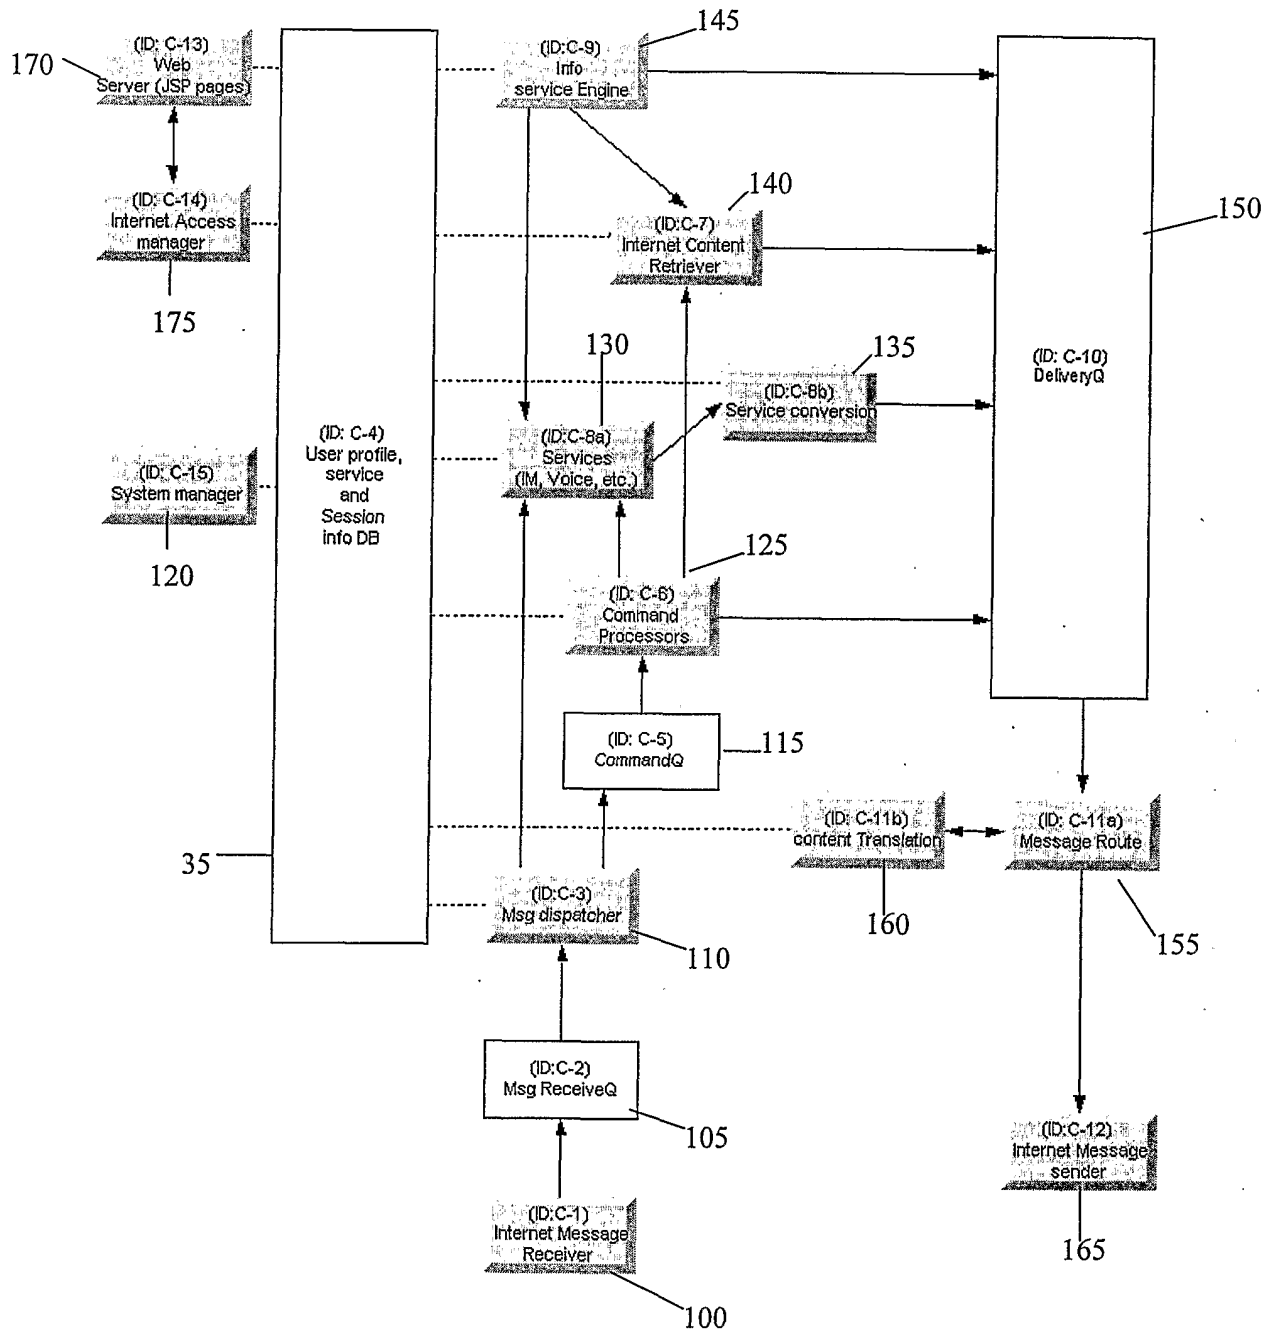 145
(ID: C-13)
Web
Server (JSP pages)
170
(ID:C-9)
Info
service Engine
140
(ID: C-14)
Internet Access
manager
175
(ID:C-7)
Internet Content
Retriever
150
130
135
(ID: C-10)
DeliveryQ
(ID:C-8b)
Service conversion
(ID: C-4)
User profile,
service
and
Session
info DB
(ID:C-8a)
Services
(IM, Voice, etc.)
(ID: C-15)
System manager
120
125
(ID: C-6)
Command
Processors
(ID: C-5)
CommandQ
115
(ID: C-11b)
content Translation
(ID: C-11a)
Message Route
35
160
155
(ID:C-3)
Msg dispatcher
110
(ID:C-2)
Msg ReceiveQ
105
(ID:C-12)
Internet Message
sender
165
(ID:C-1)
Internet Message
Receiver
100